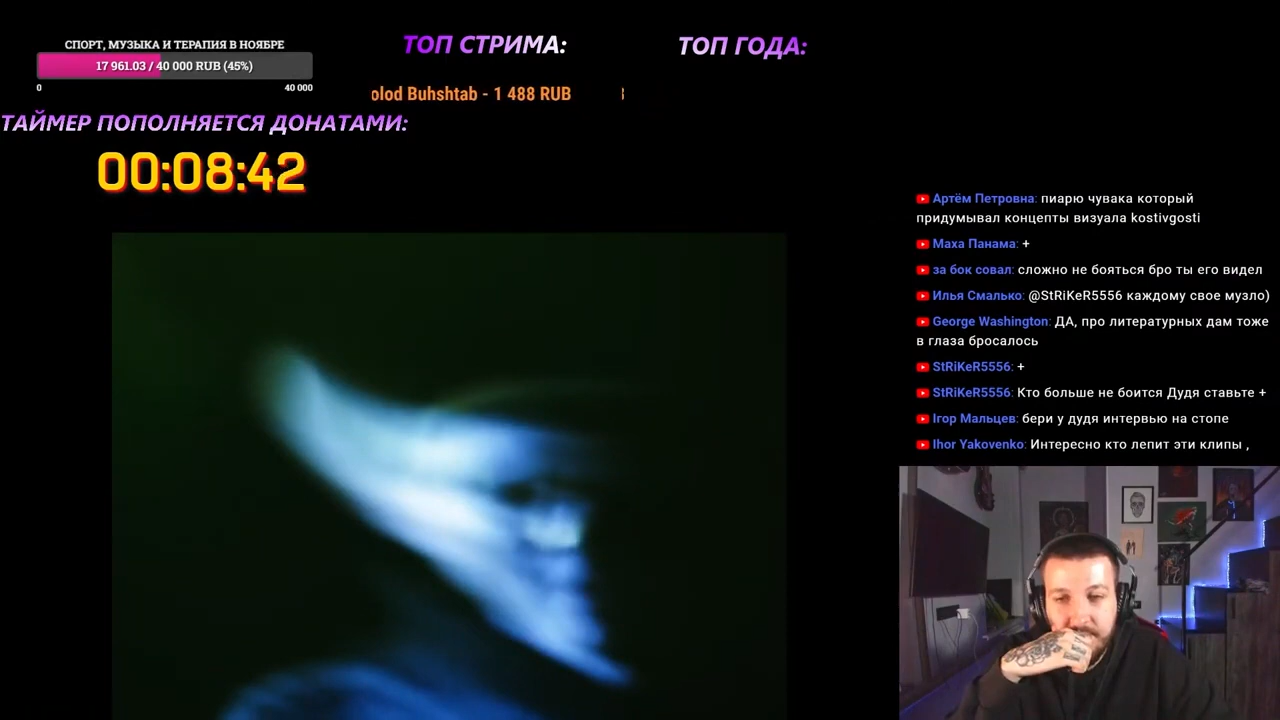 СПОРТ, МУЗЫКА И ТЕРАПИЯ В НОЯБРЕ
17 961.03 / 40 000 RUB (45%)
0
40 000
ТОП СТРИМА:
ТОП ГОДА:
olod Buhshtab - 1 488 RUB
ТАЙМЕР ПОПОЛНЯЕТСЯ ДОНАТАМИ:
00:08:42
Артём Петровна: пиарю чувака который
придумывал концепты визуала kostivgosti
Маха Панама: +
за бок совал: сложно не бояться бро ты его видел
Илья Смалько: @StRiKeR5556 каждому свое музло)
George Washington: ДА, про литературных дам тоже
в глаза бросалось
StRiKeR5556: +
StRiKeR5556: Кто больше не боится Дудя ставьте +
Ігор Мальцев: бери у дудя интервью на стопе
Ihor Yakovenko: Интересно кто лепит эти клипы ,